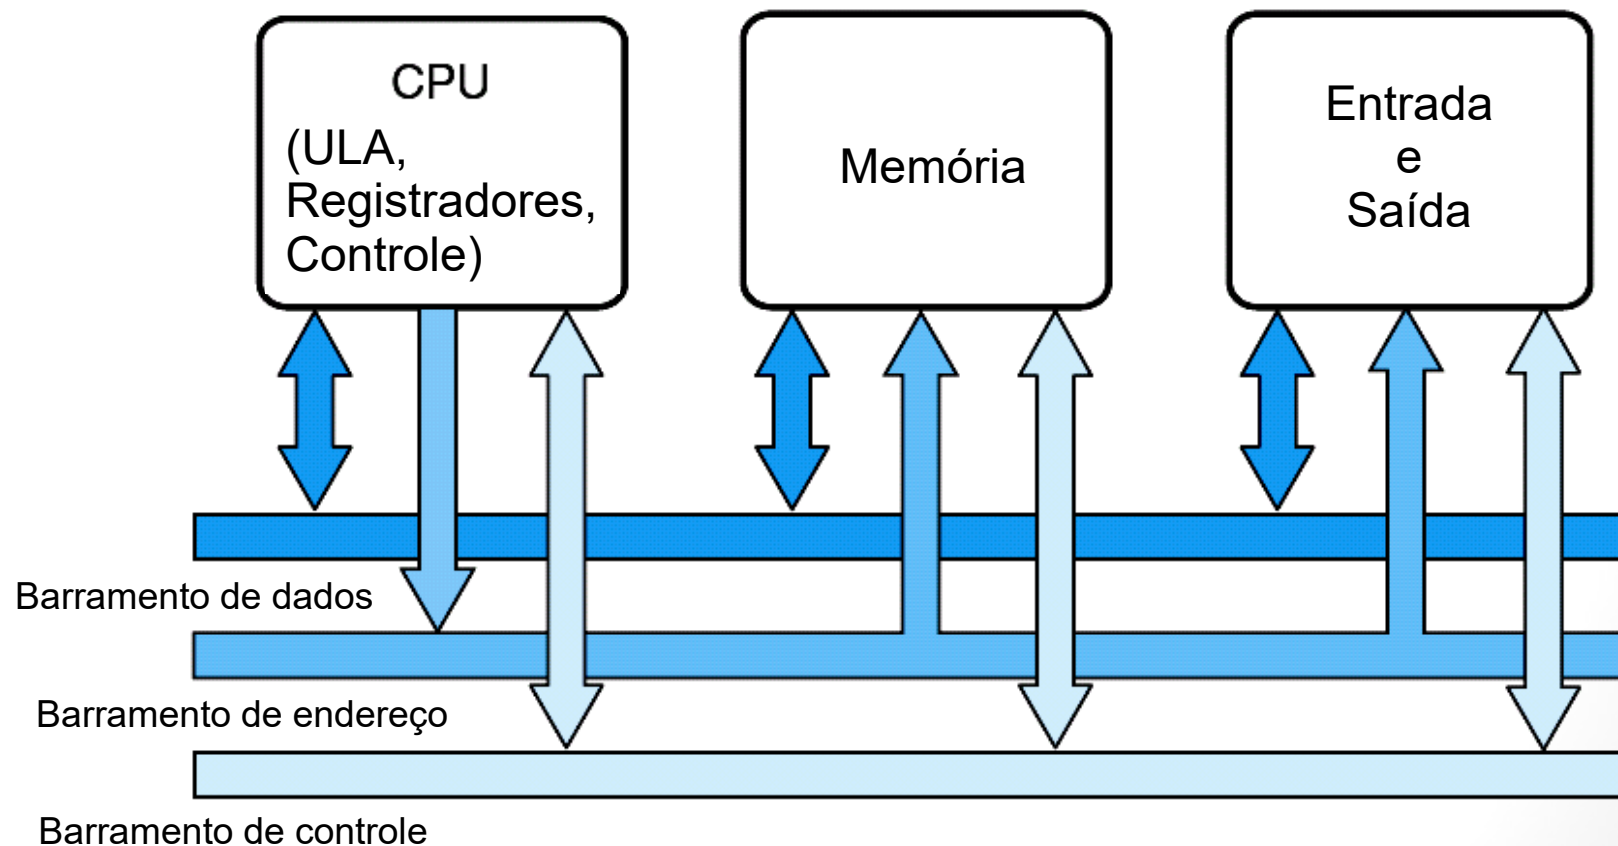 CPU
(ULA,
Registradores,
Controle)
Memória
Entrada
e
Saída
Barramento de dados
Barramento de endereço
Barramento de controle